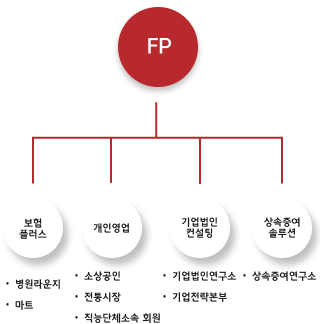 FP
보험
플러스
개인영업
기업법인
컨설팅
상속증여
솔루션
• 병원라운지
• 마트
• 소상공인
• 전통시장
• 직능단체소속 회원
• 기업법인연구소
• 기업전략본부
• 상속증여연구소